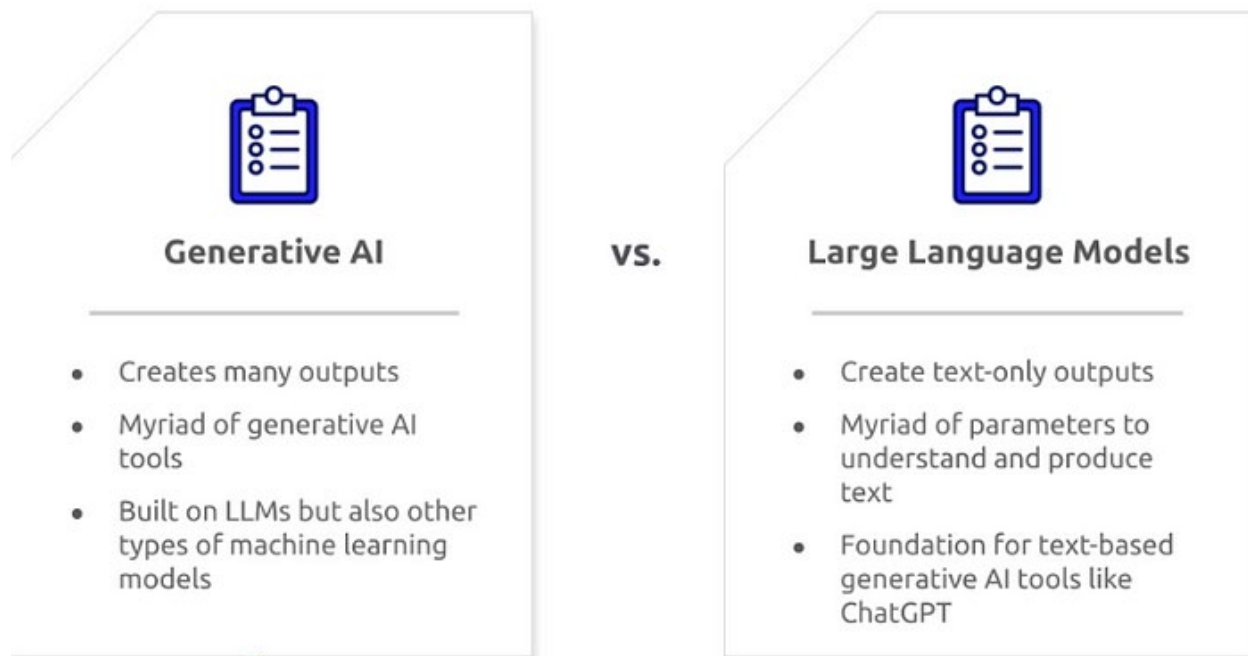 Generative AI
● Creates many outputs
● Myriad of generative AI
tools
● Built on LLMs but also other
types of machine learning
models
vs.
Large Language Models
● Create text-only outputs
● Myriad of parameters to
understand and produce
text
● Foundation for text-based
generative AI tools like
ChatGPT